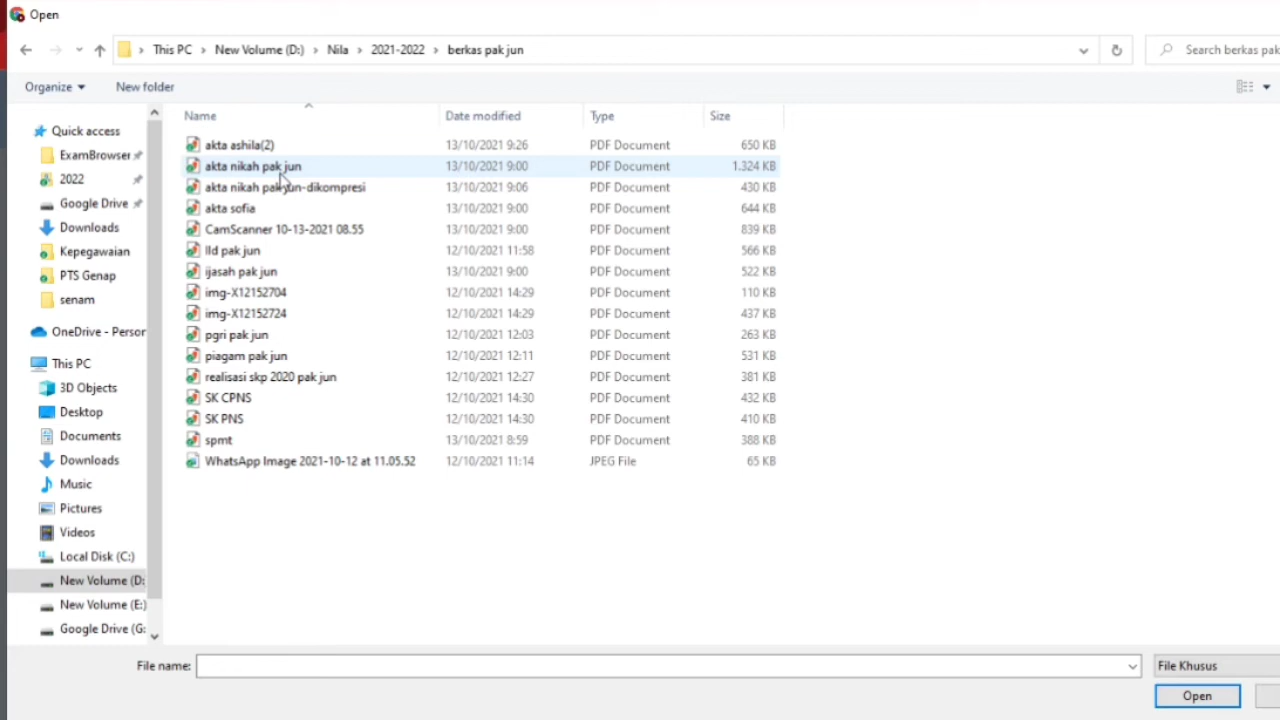 Open
This PC > New Volume (D:) > Nila > 2021-2022 > berkas pak jun
Search berkas pak
Organize
New folder
Name Date modified Type Size
Quick access
ExamBrowser
2022
Google Drive
Downloads
Kepegawaian
PTS Genap
senam
OneDrive - Person
This PC
3D Objects
Desktop
Documents
Downloads
Music
Pictures
Videos
Local Disk (C:)
New Volume (D:
New Volume (E:)
Google Drive (G:
akta ashila(2) 13/10/2021 9:26 PDF Document 650 KB
akta nikah pak jun 13/10/2021 9:00 PDF Document 1.324 KB
akta nikah pak jun-dikompresi 13/10/2021 9:06 PDF Document 430 KB
akta sofia 13/10/2021 9:00 PDF Document 644 KB
CamScanner 10-13-2021 08.55 13/10/2021 9:00 PDF Document 839 KB
lld pak jun 12/10/2021 11:58 PDF Document 566 KB
ijasah pak jun 13/10/2021 9:00 PDF Document 522 KB
img-X12152704 12/10/2021 14:29 PDF Document 110 KB
img-X12152724 12/10/2021 14:29 PDF Document 437 KB
pgri pak jun 12/10/2021 12:03 PDF Document 263 KB
piagam pak jun 12/10/2021 12:11 PDF Document 531 KB
realisasi skp 2020 pak jun 12/10/2021 12:27 PDF Document 381 KB
SK CPNS 12/10/2021 14:30 PDF Document 432 KB
SK PNS 12/10/2021 14:30 PDF Document 410 KB
spmt 13/10/2021 8:59 PDF Document 388 KB
WhatsApp Image 2021-10-12 at 11.05.52 12/10/2021 11:14 JPEG File 65 KB
File name:
File Khusus
Open